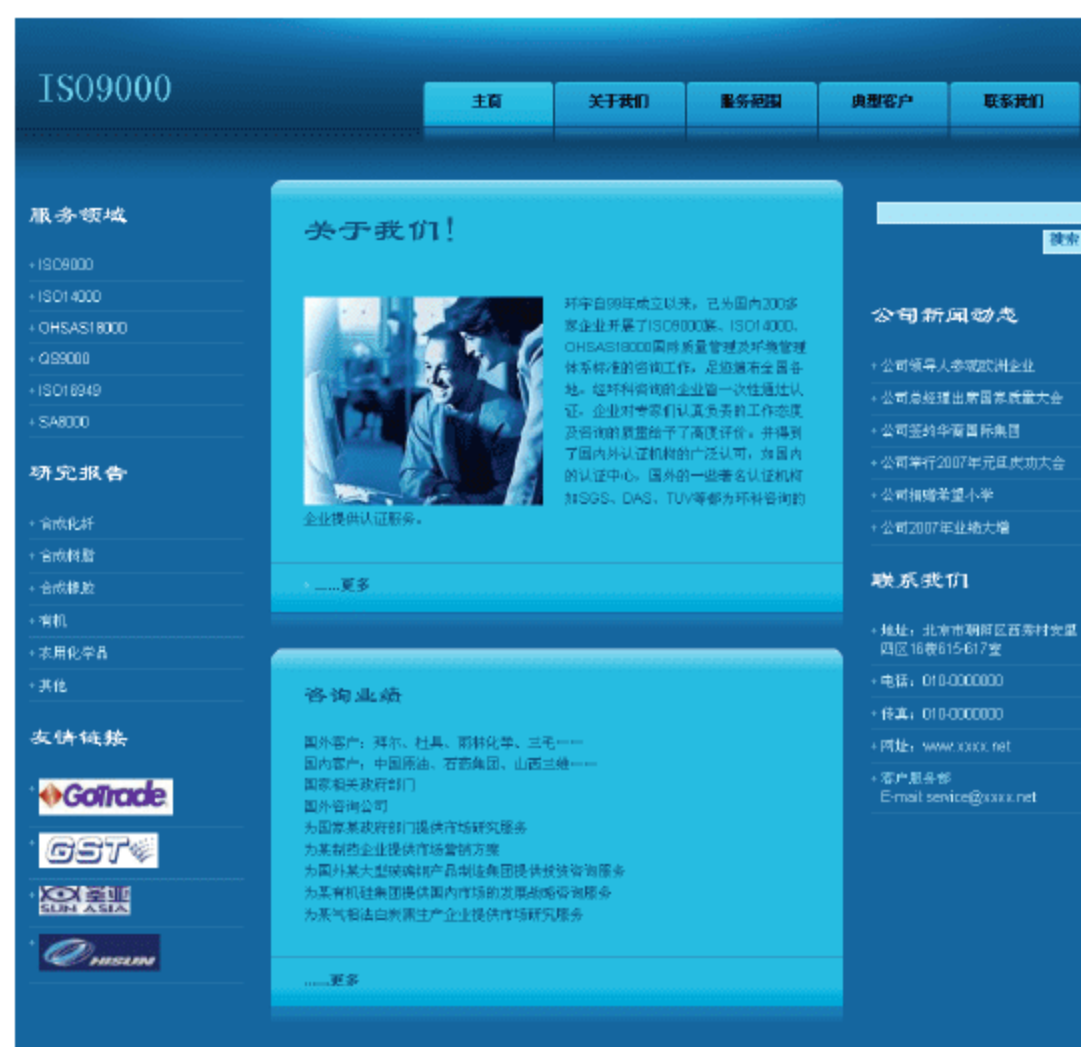 ISO9000
主页
关于我们
服务范围
典型客户
联系我们
服务领域
ISO9000
ISO14000
OHSAS18000
QS9000
ISO16949
SA8000
研究报告
合成化纤
合成树脂
合成橡胶
有机
农用化学品
其他
友情链接
GoTrade
GST
圣亚
SUN ASIA
HISUN
关于我们!
环宇自99年成立以来,已为国内200多
家企业开展了ISO9000族、ISO14000、
OHSAS18000国际质量管理及环境管理
体系标准的咨询工作,足迹遍布全国各
地。经环科咨询的企业皆一次性通过认
证,企业对专家们认真负责的工作态度
及咨询的质量给予了高度评价。并得到
了国内外认证机构的广泛认可,如国内
的认证中心、国外的一些著名认证机构
如SGS、DAS、TUV等都为环科咨询的
企业提供认证服务。
......更多
咨询业绩
国外客户:拜尔、杜邦、三毛……
国内客户:中国原油、石药集团、山西三维……
国家相关政府部门
国外咨询公司
为国家某政府部门提供市场研究服务
为某制药企业提供市场营销方案
为国外某大型玻璃钢产品制造集团提供投资咨询服务
为某有机硅集团提供国内市场的发展战略咨询服务
为某气相法白炭黑生产企业提供市场研究服务
......更多
搜索
公司新闻动态
公司领导人参观欧洲企业
公司总经理出席国家质量大会
公司签约华商国际集团
公司举行2007年元旦庆功大会
公司捐赠希望小学
公司2007年业绩大增
联系我们
地址:北京市朝阳区西秀村安里
四区16楼615-617室
电话:010-0000000
传真:010-0000000
网址:www.xxxx.net
客户服务部
E-mail:service@xxxx.net